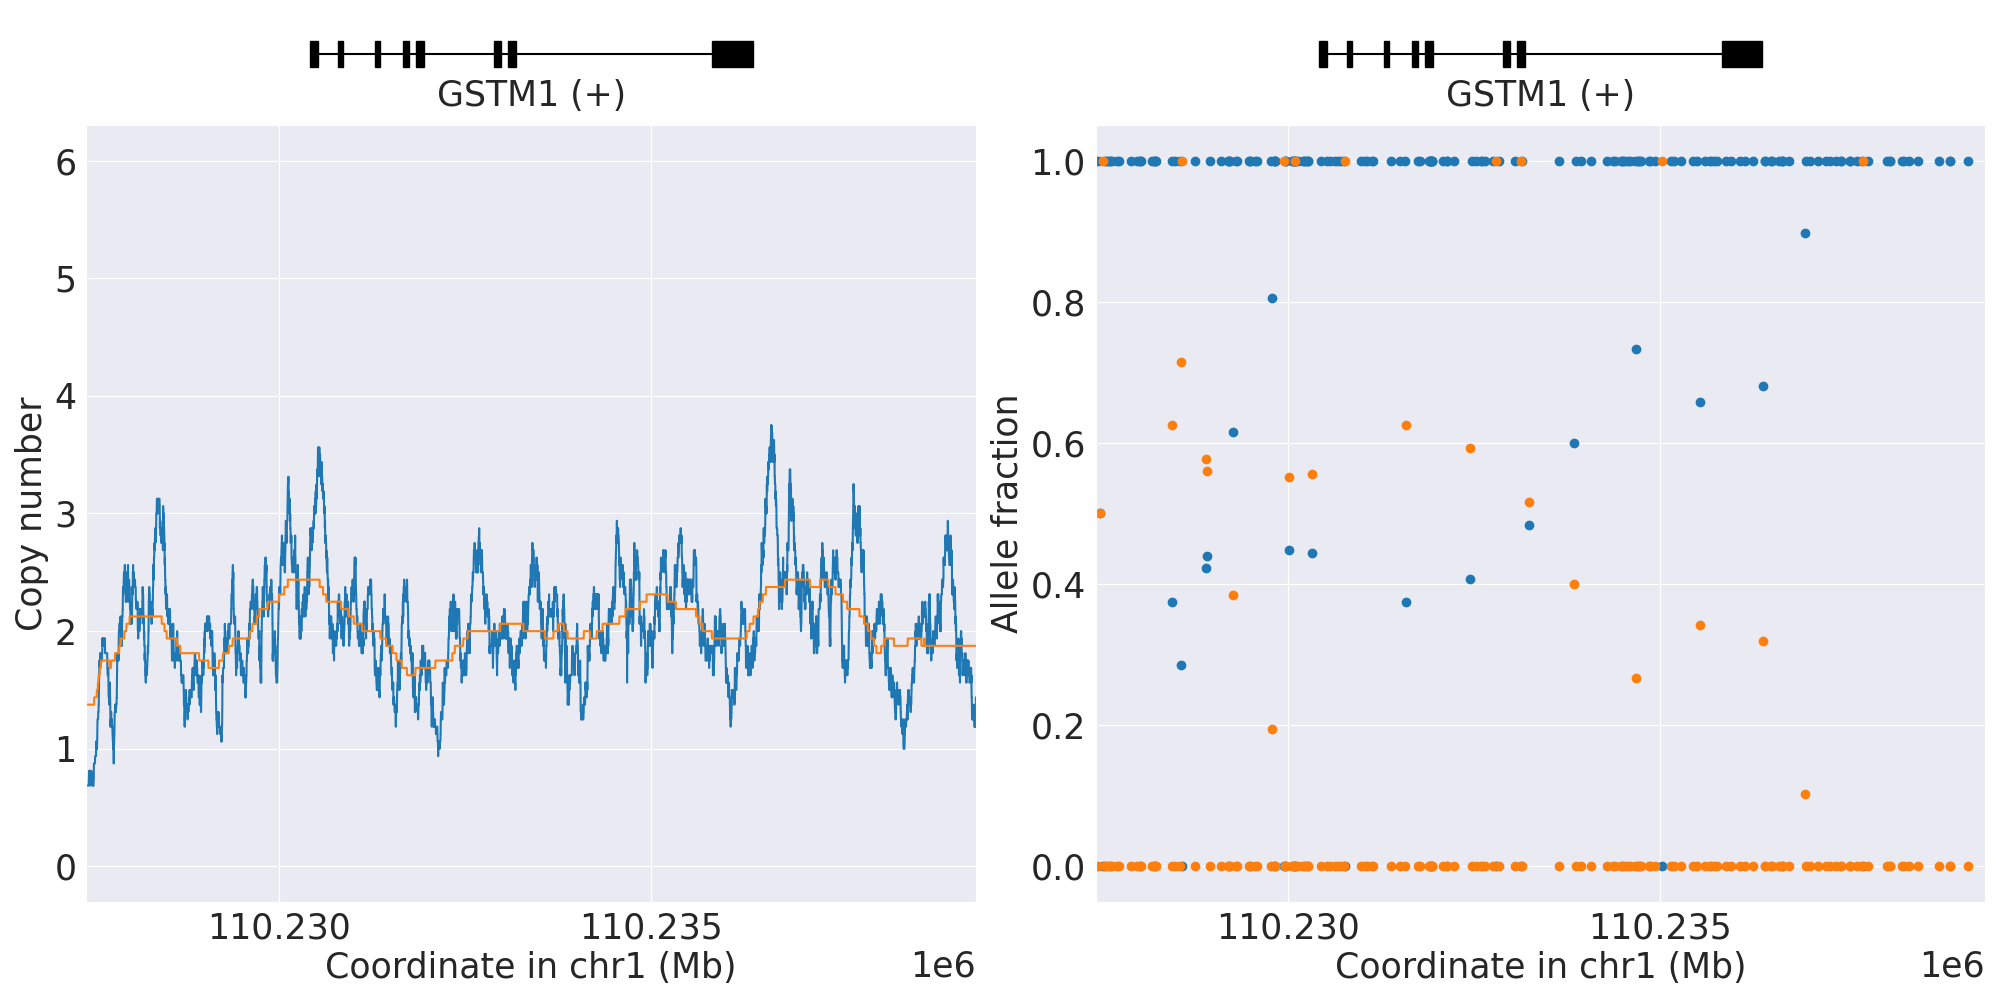 GSTM1 (+)
6
5
4
3
2
1
0
Copy number
110.230
110.235
Coordinate in chr1 (Mb)
1e6
GSTM1 (+)
1.0
0.8
0.6
0.4
0.2
0.0
Allele fraction
110.230
110.235
Coordinate in chr1 (Mb)
1e6